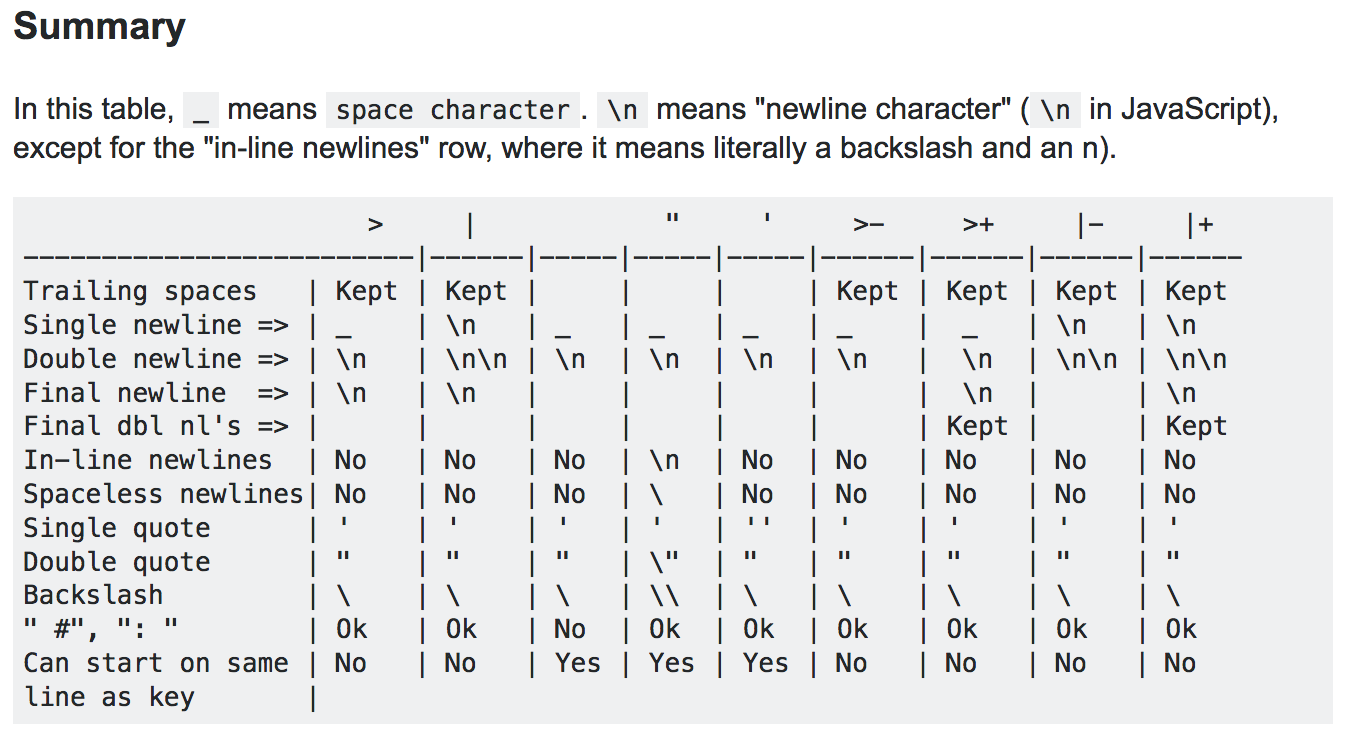 Summary
In this table, _ means space character. \n means "newline character" (\n in JavaScript),
except for the "in-line newlines" row, where it means literally a backslash and an n).
                      >      |            "     '     >-     >+     |-     |+
-------------------------|------|-----|-----|-----|------|------|------|------
Trailing spaces   | Kept | Kept |     |     |     | Kept | Kept | Kept | Kept
Single newline => | _    | \n   | _   | _   | _   | _    |  _   | \n   | \n
Double newline => | \n   | \n\n | \n  | \n  | \n  | \n   |  \n  | \n\n | \n\n
Final newline  => | \n   | \n   |     |     |     |      |  \n  |      | \n
Final dbl nl's => |      |      |     |     |     |      | Kept |      | Kept
In-line newlines  | No   | No   | No  | \n  | No  | No   | No   | No   | No
Spaceless newlines| No   | No   | No  | \   | No  | No   | No   | No   | No
Single quote      | '    | '    | '   | '   | ''  | '    | '    | '    | '
Double quote      | "    | "    | "   | \"  | "   | "    | "    | "    | "
Backslash         | \    | \    | \   | \\  | \   | \    | \    | \    | \
" #", ": "        | Ok   | Ok   | No  | Ok  | Ok  | Ok   | Ok   | Ok   | Ok
Can start on same | No   | No   | Yes | Yes | Yes | No   | No   | No   | No
line as key       |